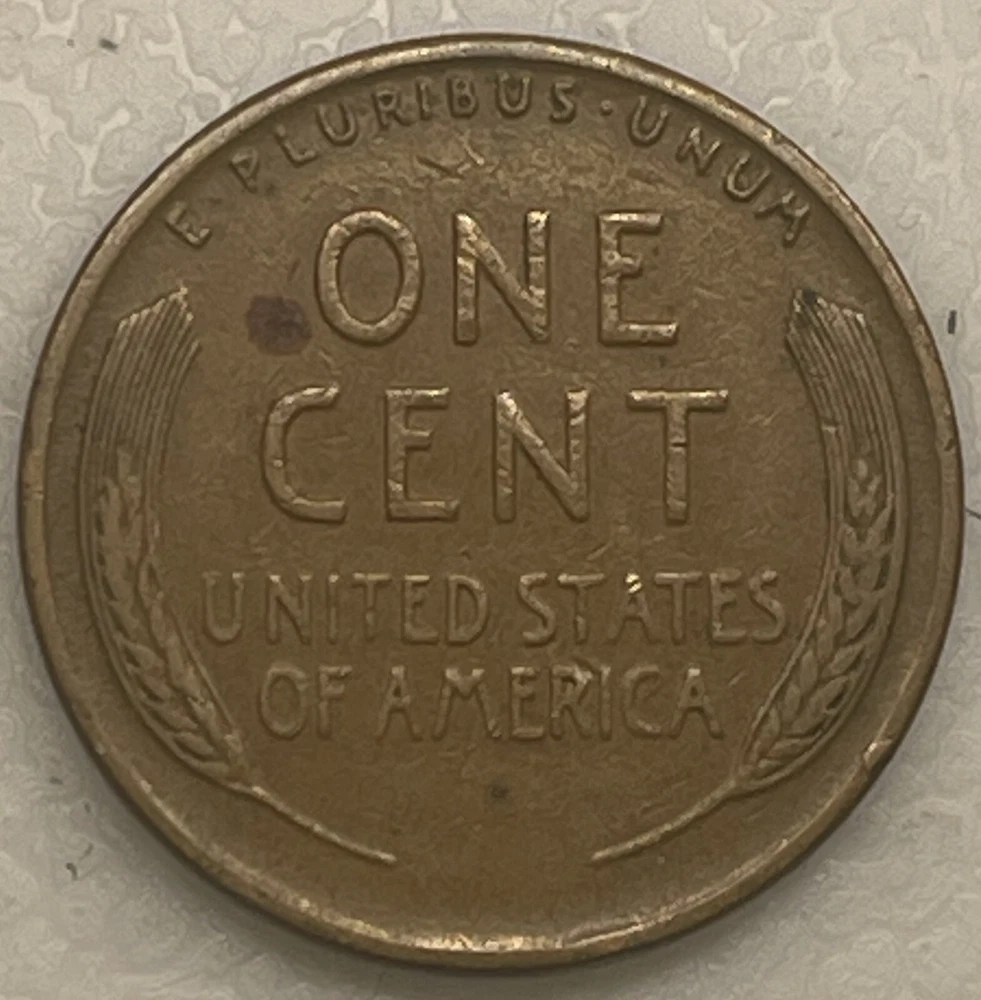 E·PLURIBUS·UNUM
ONE
CENT
UNITED STATES
OF AMERICA